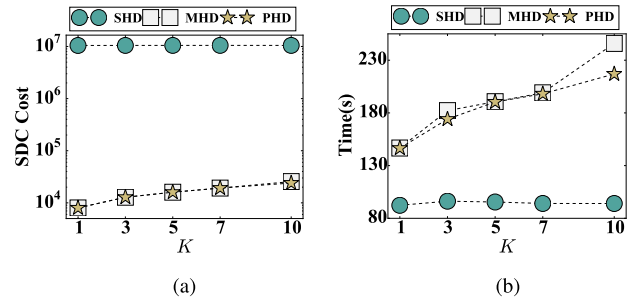 SHD MHD PHD
10^7
10^6
10^5
10^4
SDC Cost
1 3 5 7 10
K
(a)
SHD MHD PHD
230
180
130
80
Time(s)
1 3 5 7 10
K
(b)